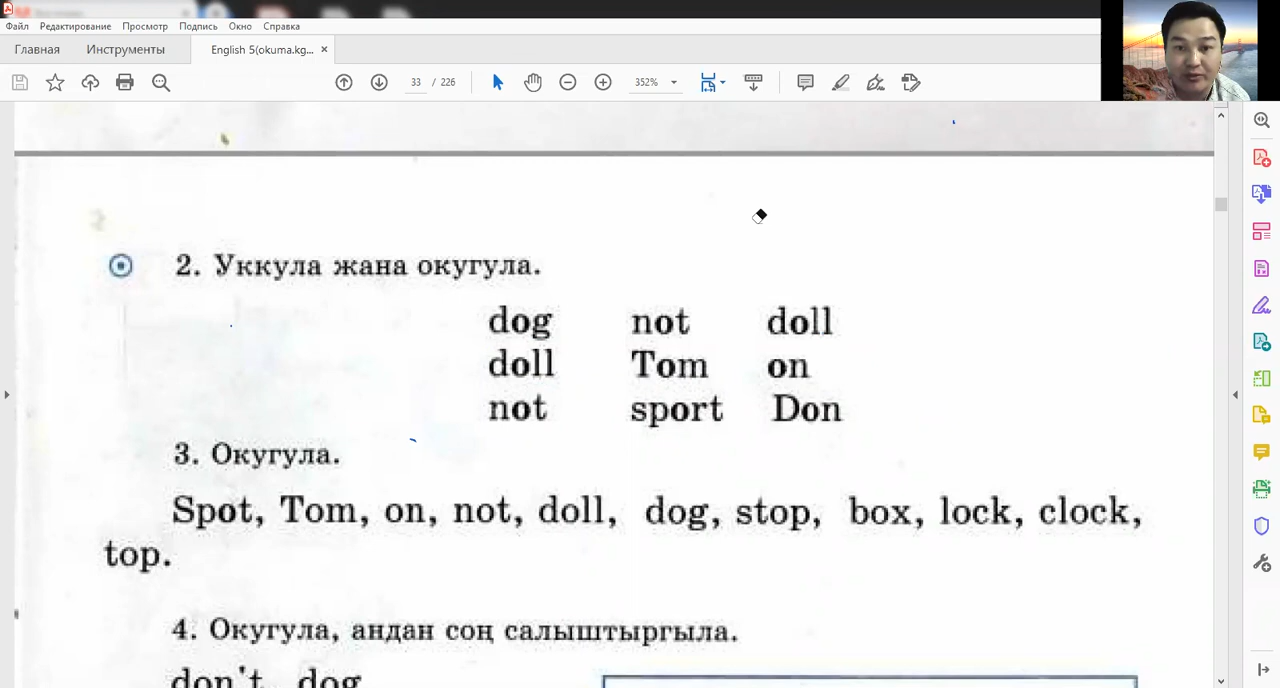 Файл Редактирование Просмотр Подпись Окно Справка
Главная Инструменты English 5(okuma.kg... ×
33 / 226 352%
2. Уккула жана окугула.
dog not doll
doll Tom on
not sport Don
3. Окугула.
Spot, Tom, on, not, doll, dog, stop, box, lock, clock,
top.
4. Окугула, андан соң салыштыргыла.
don't dog